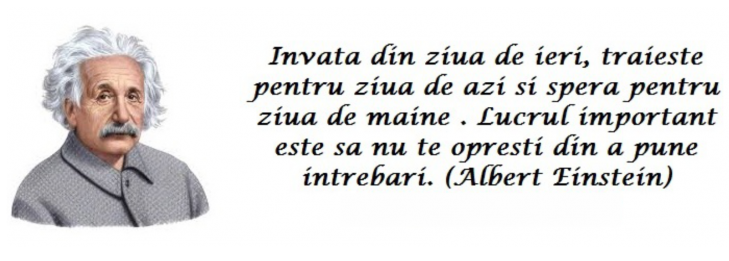 Invata din ziua de ieri, traieste
pentru ziua de azi si spera pentru
ziua de maine . Lucrul important
este sa nu te opresti din a pune
intrebari. (Albert Einstein)